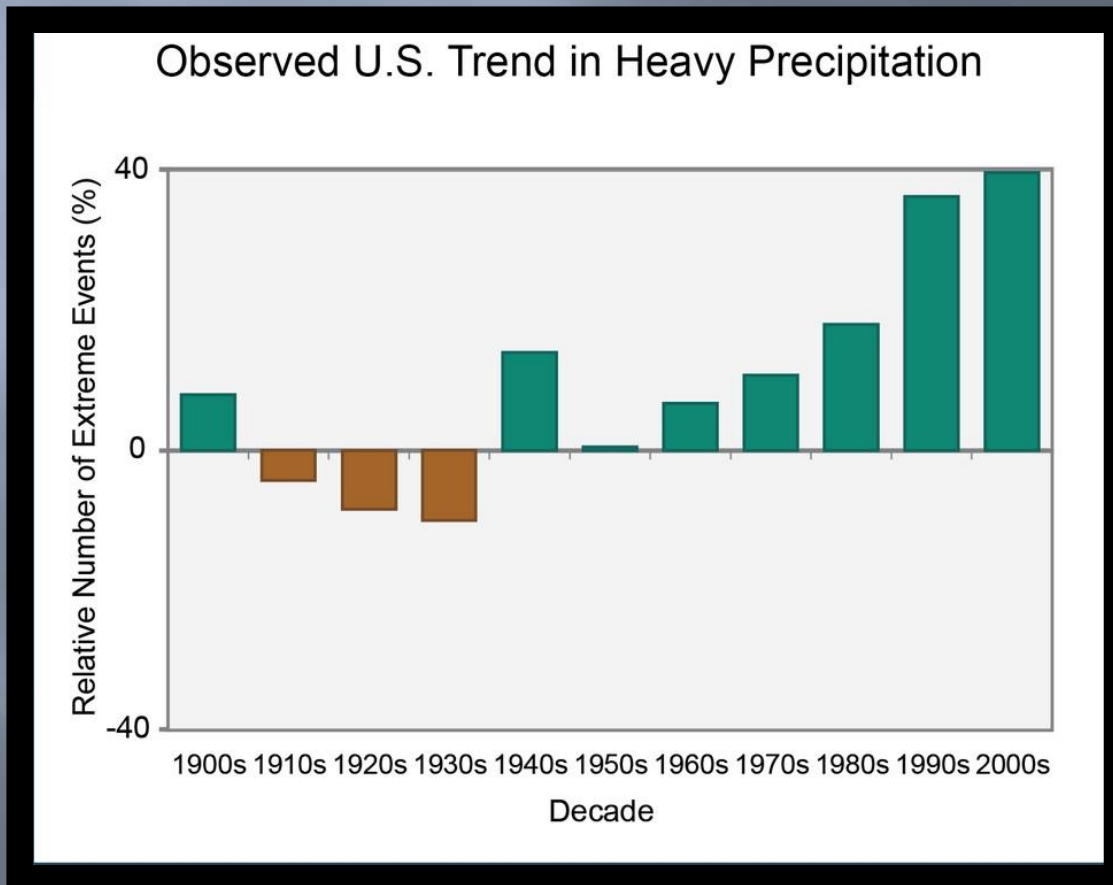 Observed U.S. Trend in Heavy Precipitation
Relative Number of Extreme Events (%)
40
0
-40
1900s 1910s 1920s 1930s 1940s 1950s 1960s 1970s 1980s 1990s 2000s
Decade